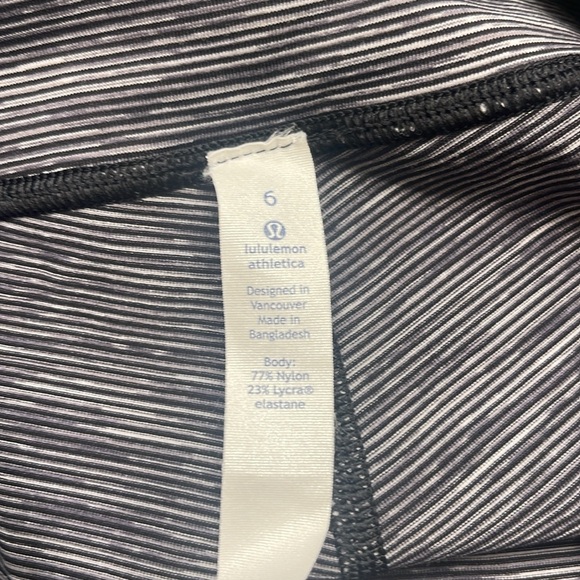 6
lululemon
athletica
Designed in
Vancouver
Made in
Bangladesh
Body:
77% Nylon
23% Lycra®
elastane